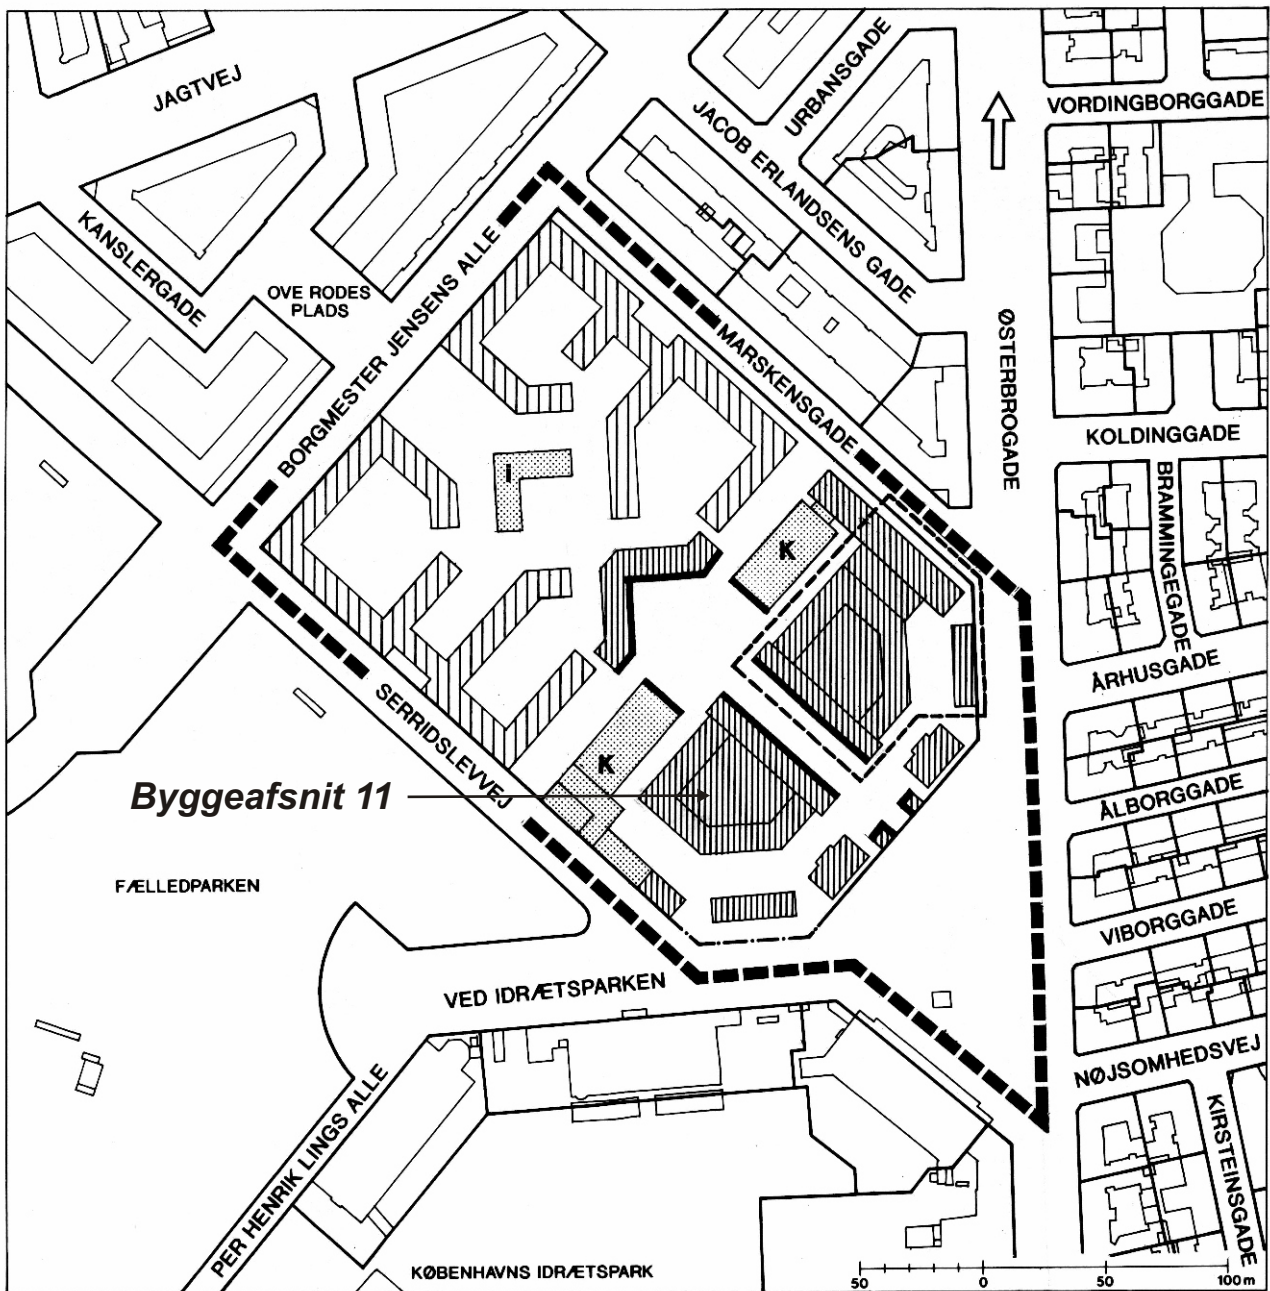 JAGTVEJ
URBANSGADE
JACOB ERLANDSENS GADE
VORDINGBORGGADE
KANSLERGADE
OVE RODES
PLADS
BORGMESTER JENSENS ALLE
MARSKENSGADE
ØSTERBROGADE
KOLDINGGADE
BRAMMINGEGADE
I
K
ÅRHUSGADE
SERRIDSLEVVEJ
K
Byggeafsnit 11
ÅLBORGGADE
FÆLLEDPARKEN
VIBORGGADE
VED IDRÆTSPARKEN
NØJSOMHEDSVEJ
PER HENRIK LINGS ALLE
KIRSTEINSGADE
KØBENHAVNS IDRÆTSPARK
50 0 50 100 m